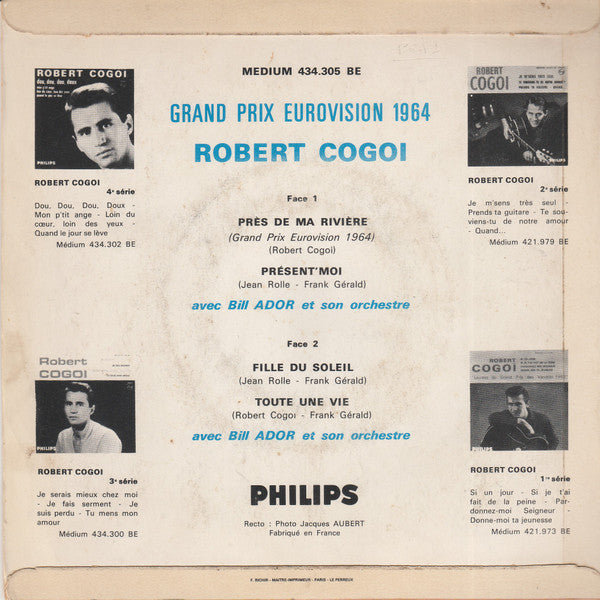 MEDIUM 434.305 BE
GRAND PRIX EUROVISION 1964
ROBERT COGOI
Face 1
PRÈS DE MA RIVIÈRE
(Grand Prix Eurovision 1964)
(Robert Cogoi)
PRÉSENT'MOI
(Jean Rolle - Frank Gérald)
avec Bill ADOR et son orchestre
Face 2
FILLE DU SOLEIL
(Jean Rolle - Frank Gérald)
TOUTE UNE VIE
(Robert Cogoi - Frank Gérald)
avec Bill ADOR et son orchestre
PHILIPS
Recto : Photo Jacques AUBERT
Fabriqué en France
ROBERT COGOI
dou, dou, dou, doux
PHILIPS
ROBERT COGOI
4e série
Dou, Dou, Dou, Doux -
Mon p'tit ange - Lòin du
cœur, loin des yeux -
Quand le jour se lève
Médium 434.302 BE
Robert
COGOI
ROBERT COGOI
3e série
Je serais mieux chez moi
- Je fais serment - Je
suis perdu - Tu mens mon
amour
Médium 434.300 BE
ROBERT
COGOI
ROBERT COGOI
2e série
Je m'sens très seul -
Prends ta guitare - Te sou-
viens-tu de notre amour
- Quand...
Médium 421.979 BE
ROBERT
COGOI
ROBERT COGOI
1re série
Si un jour - Si je t'ai
fait de la peine - Par-
donnez-moi Seigneur -
Donne-moi ta jeunesse
Médium 421.973 BE
F. BICHUR - MAITRE-IMPRIMEUR - PARIS - LE PERREUX